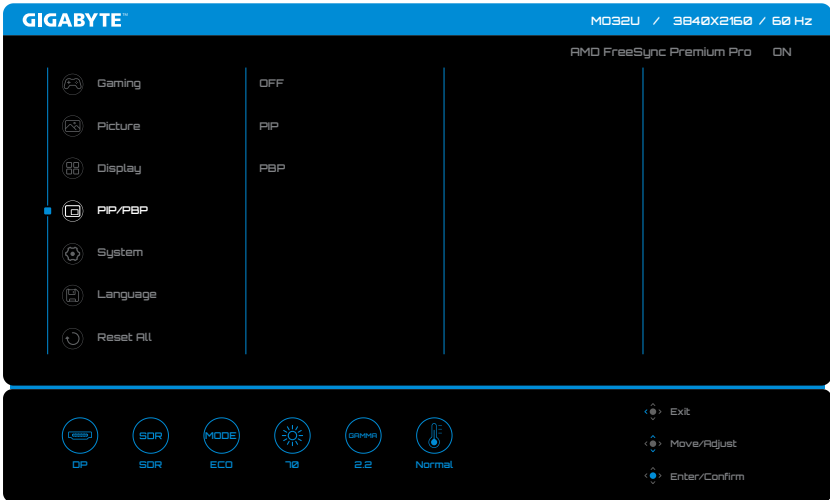 GIGABYTE™ MO32U / 3840X2160 / 60 Hz
AMD FreeSync Premium Pro ON
Gaming OFF
Picture PIP
Display PBP
PIP/PBP
System
Language
Reset All
SDR MODE GAMMA
DP SDR ECO 70 2.2 Normal
Exit
Move/Adjust
Enter/Confirm